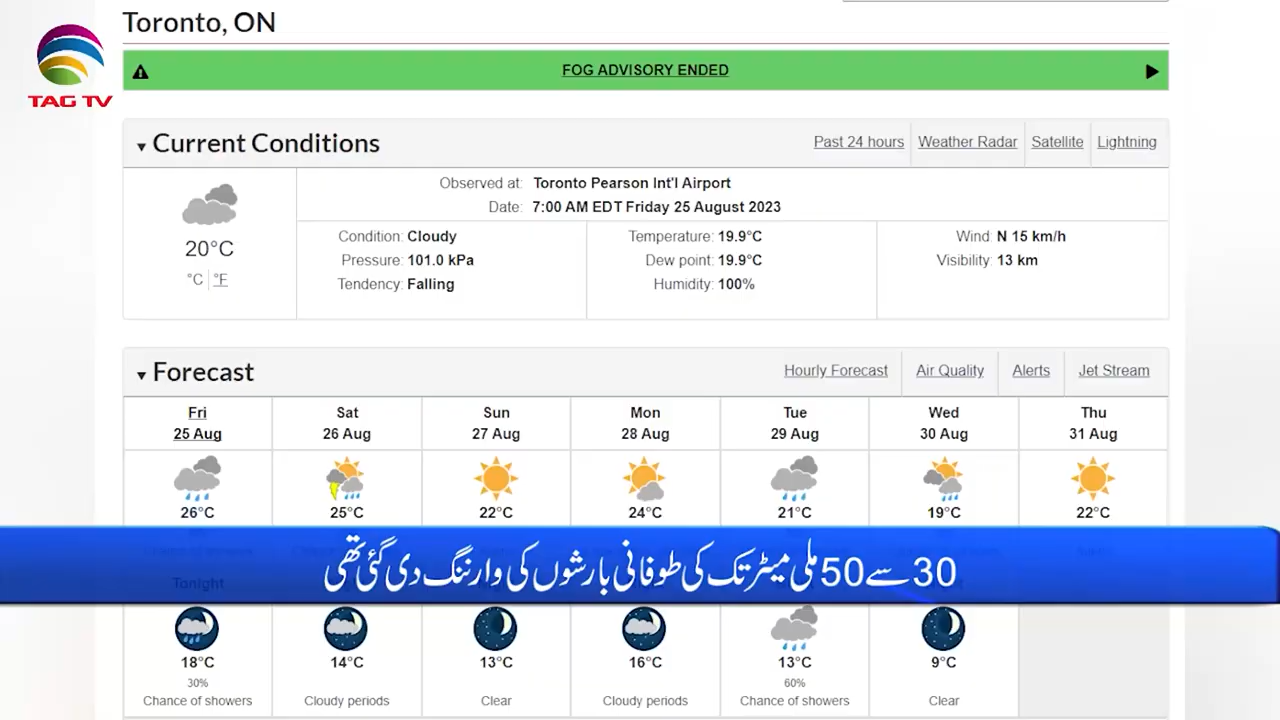 Toronto, ON
TAG TV
FOG ADVISORY ENDED
Current Conditions
Past 24 hours Weather Radar Satellite Lightning
Observed at: Toronto Pearson Int'l Airport
Date: 7:00 AM EDT Friday 25 August 2023
20°C
°C °F
Condition: Cloudy
Pressure: 101.0 kPa
Tendency: Falling
Temperature: 19.9°C
Dew point: 19.9°C
Humidity: 100%
Wind: N 15 km/h
Visibility: 13 km
Forecast
Hourly Forecast Air Quality Alerts Jet Stream
Fri Sat Sun Mon Tue Wed Thu
25 Aug 26 Aug 27 Aug 28 Aug 29 Aug 30 Aug 31 Aug
26°C 25°C 22°C 24°C 21°C 19°C 22°C
30 سے 50 ملی میٹر تک کی طوفانی بارشوں کی وارننگ دی گئی تھی
Tonight
18°C 14°C 13°C 16°C 13°C 9°C
30% 60%
Chance of showers Cloudy periods Clear Cloudy periods Chance of showers Clear